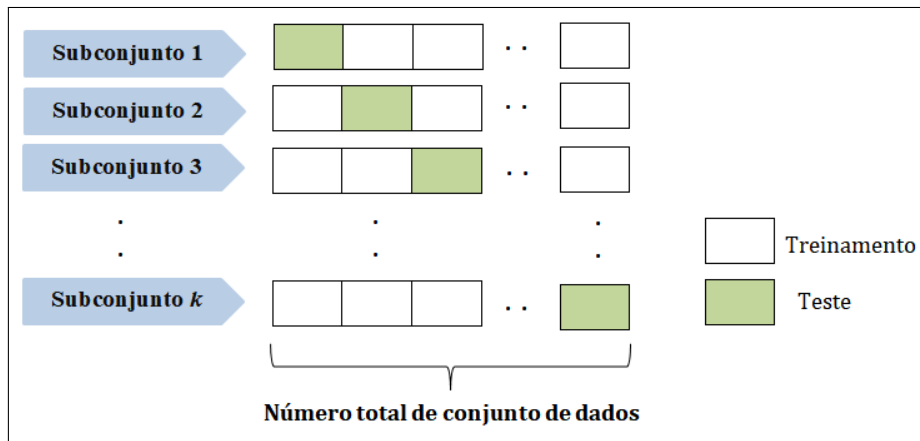 Subconjunto 1
. .
Subconjunto 2
. .
Subconjunto 3
. .
. . .
. . .
Treinamento
Subconjunto k
. .
Teste
Número total de conjunto de dados